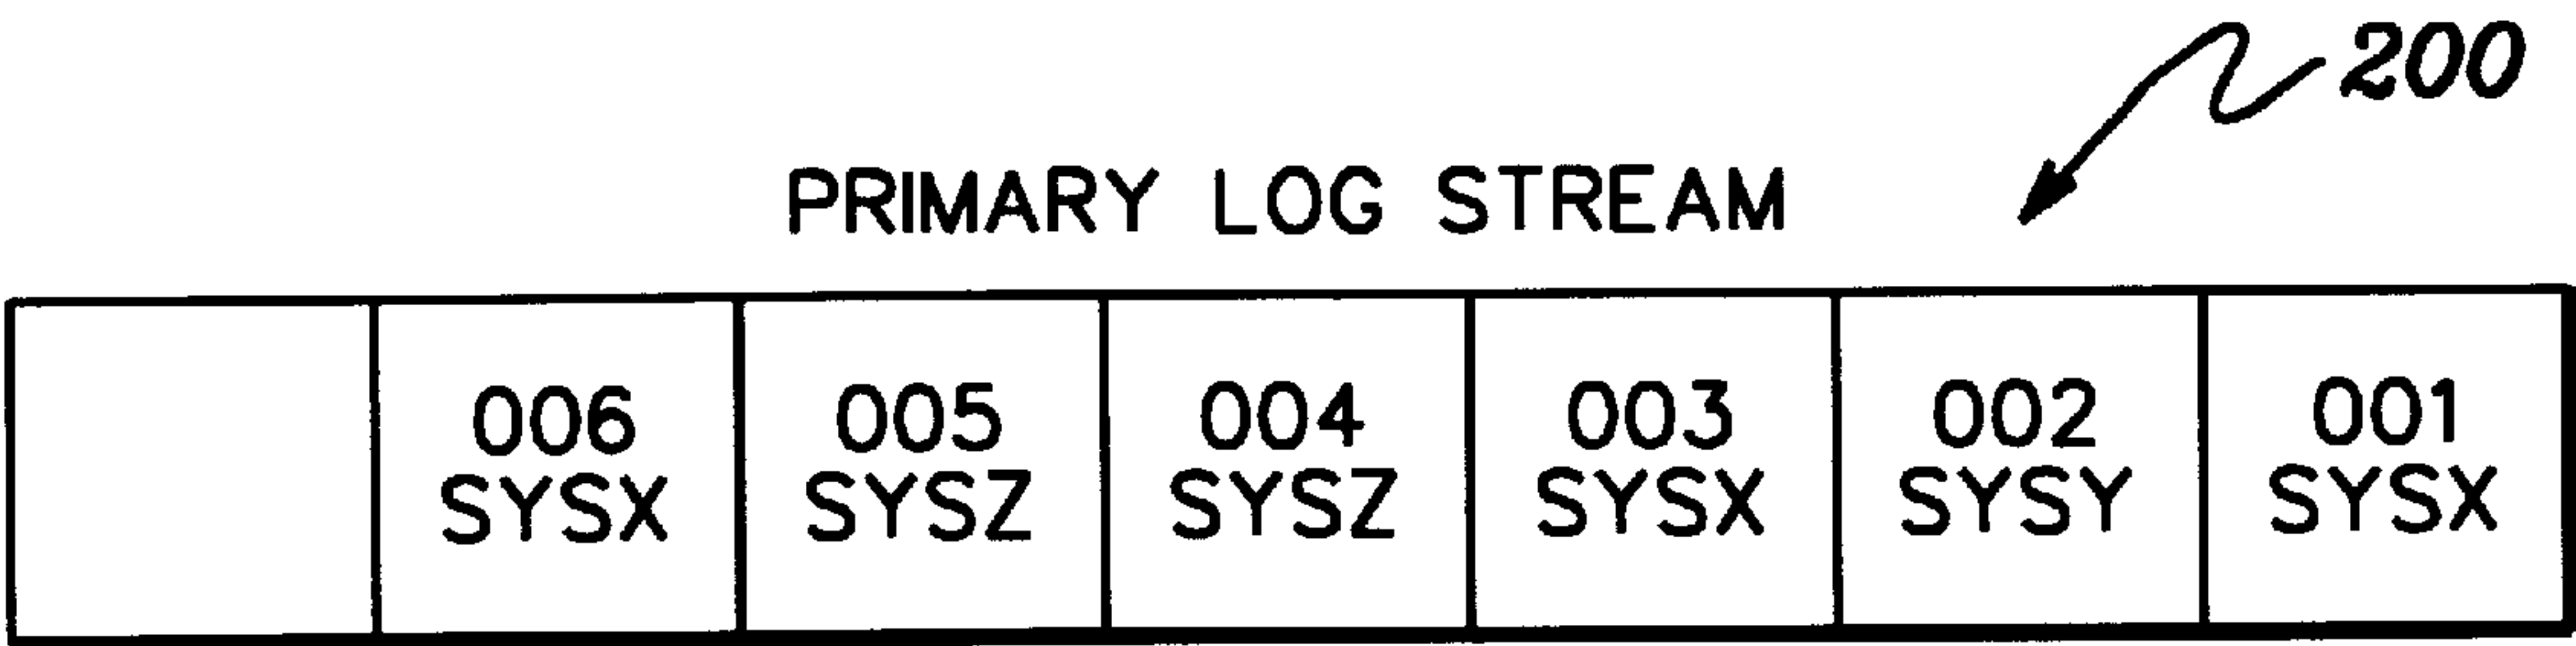 200
PRIMARY LOG STREAM
006 005 004 003 002 001
SYSX SYSZ SYSZ SYSX SYSY SYSX